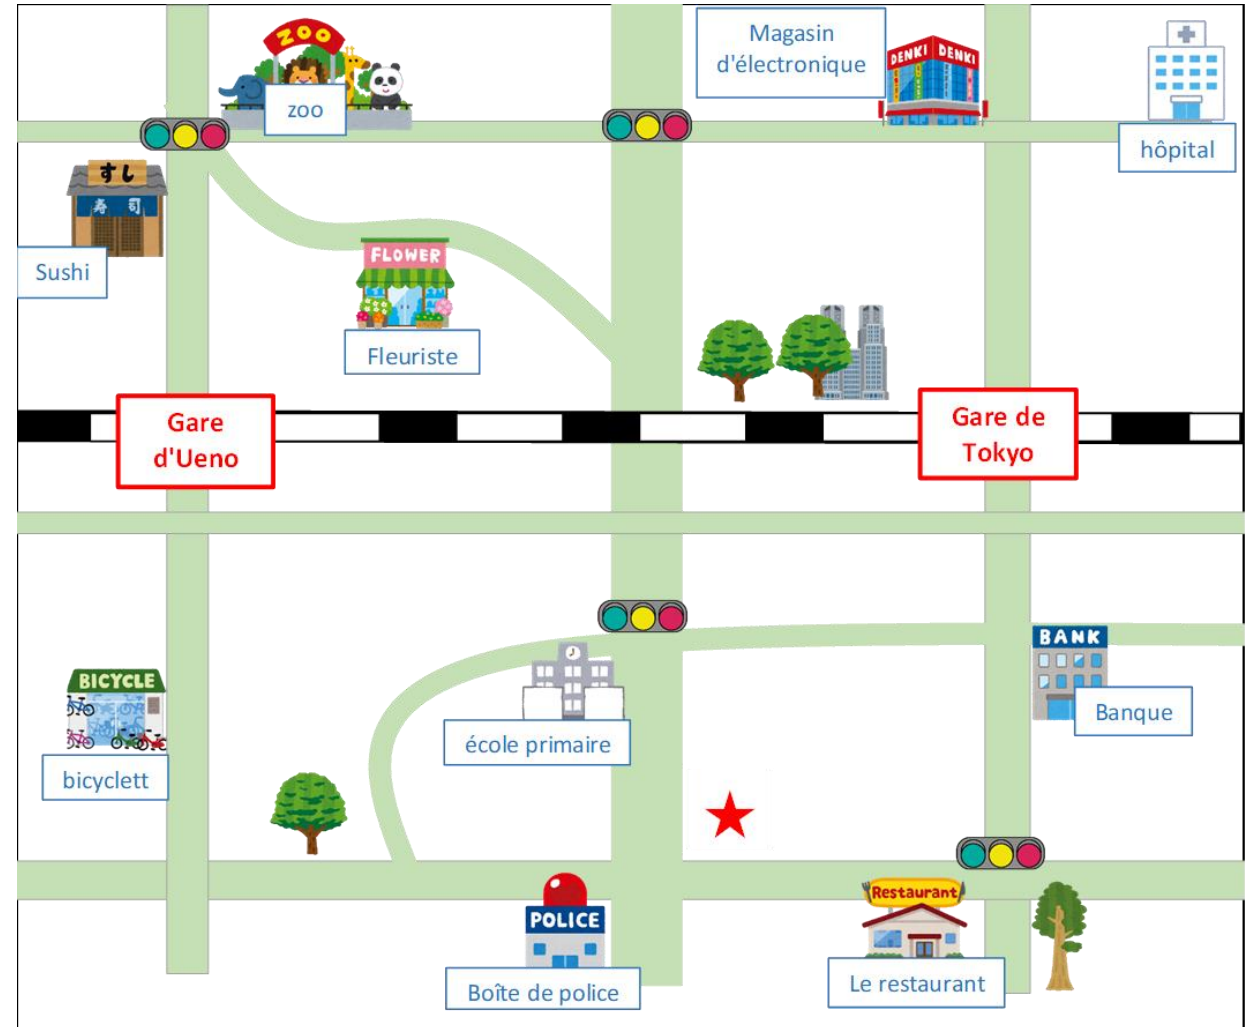 ZOO
zoo
Magasin
d'électronique
DENKI DENKI
hôpital
すし
寿司
Sushi
FLOWER
Fleuriste
Gare
d'Ueno
Gare de
Tokyo
BANK
Banque
BICYCLE
bicyclett
école primaire
POLICE
Boîte de police
Restaurant
Le restaurant